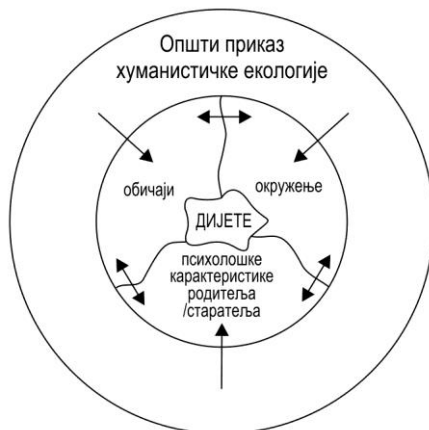 Општи приказ
хуманистичке екологије
обичаји
окружење
ДИЈЕТЕ
психолошке
карактеристике
родитеља
/старатеља